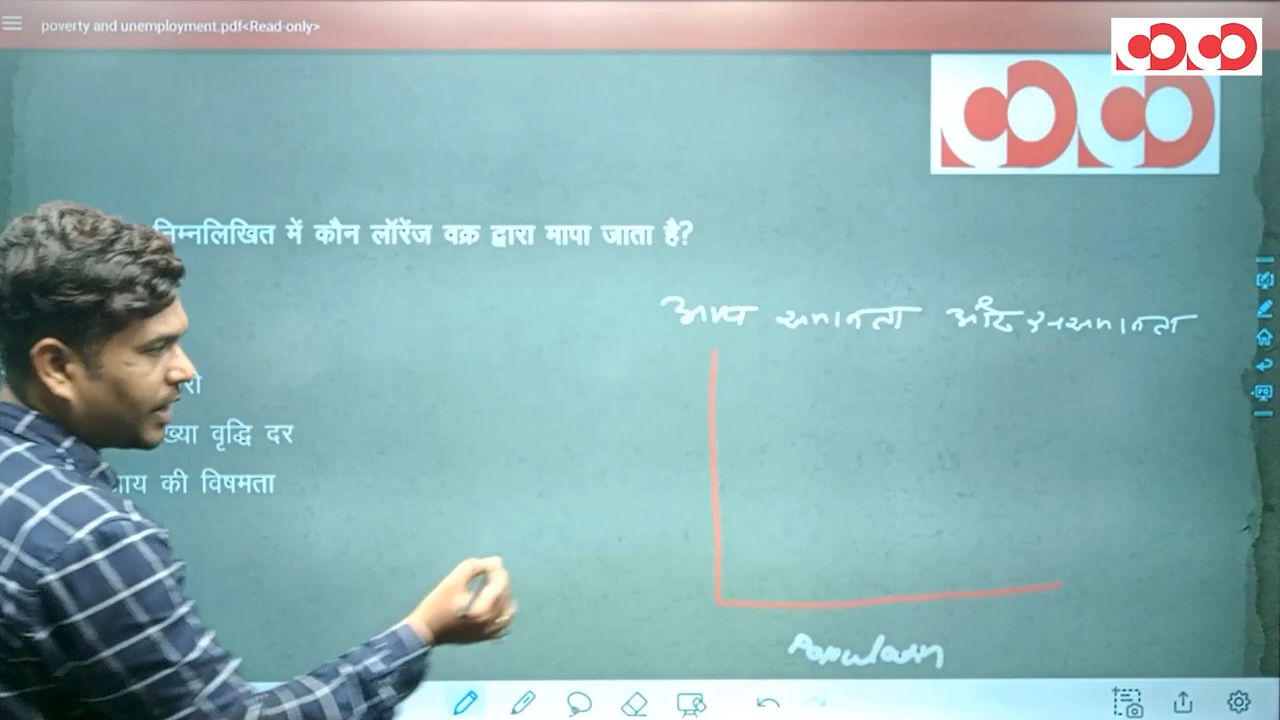 poverty and unemployment.pdf<Read-only>
निम्नलिखित में कौन लॉरेंज वक्र द्वारा मापा जाता है?
आय समानता और असमानता
री
ख्या वृद्धि दर
आय की विषमता
Population